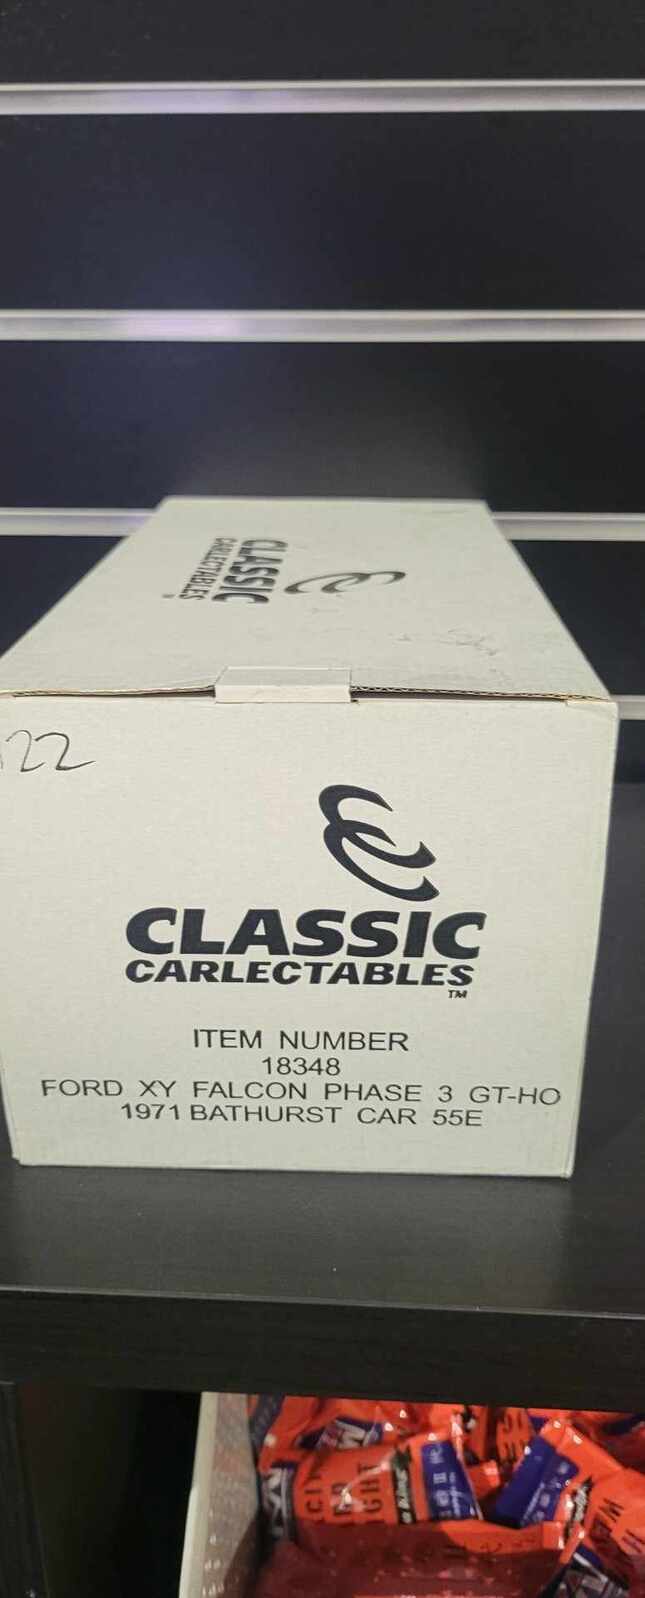 CLASSIC
CARLECTABLES
22
CLASSIC
CARLECTABLES
TM
ITEM NUMBER
18348
FORD XY FALCON PHASE 3 GT-HO
1971 BATHURST CAR 55E